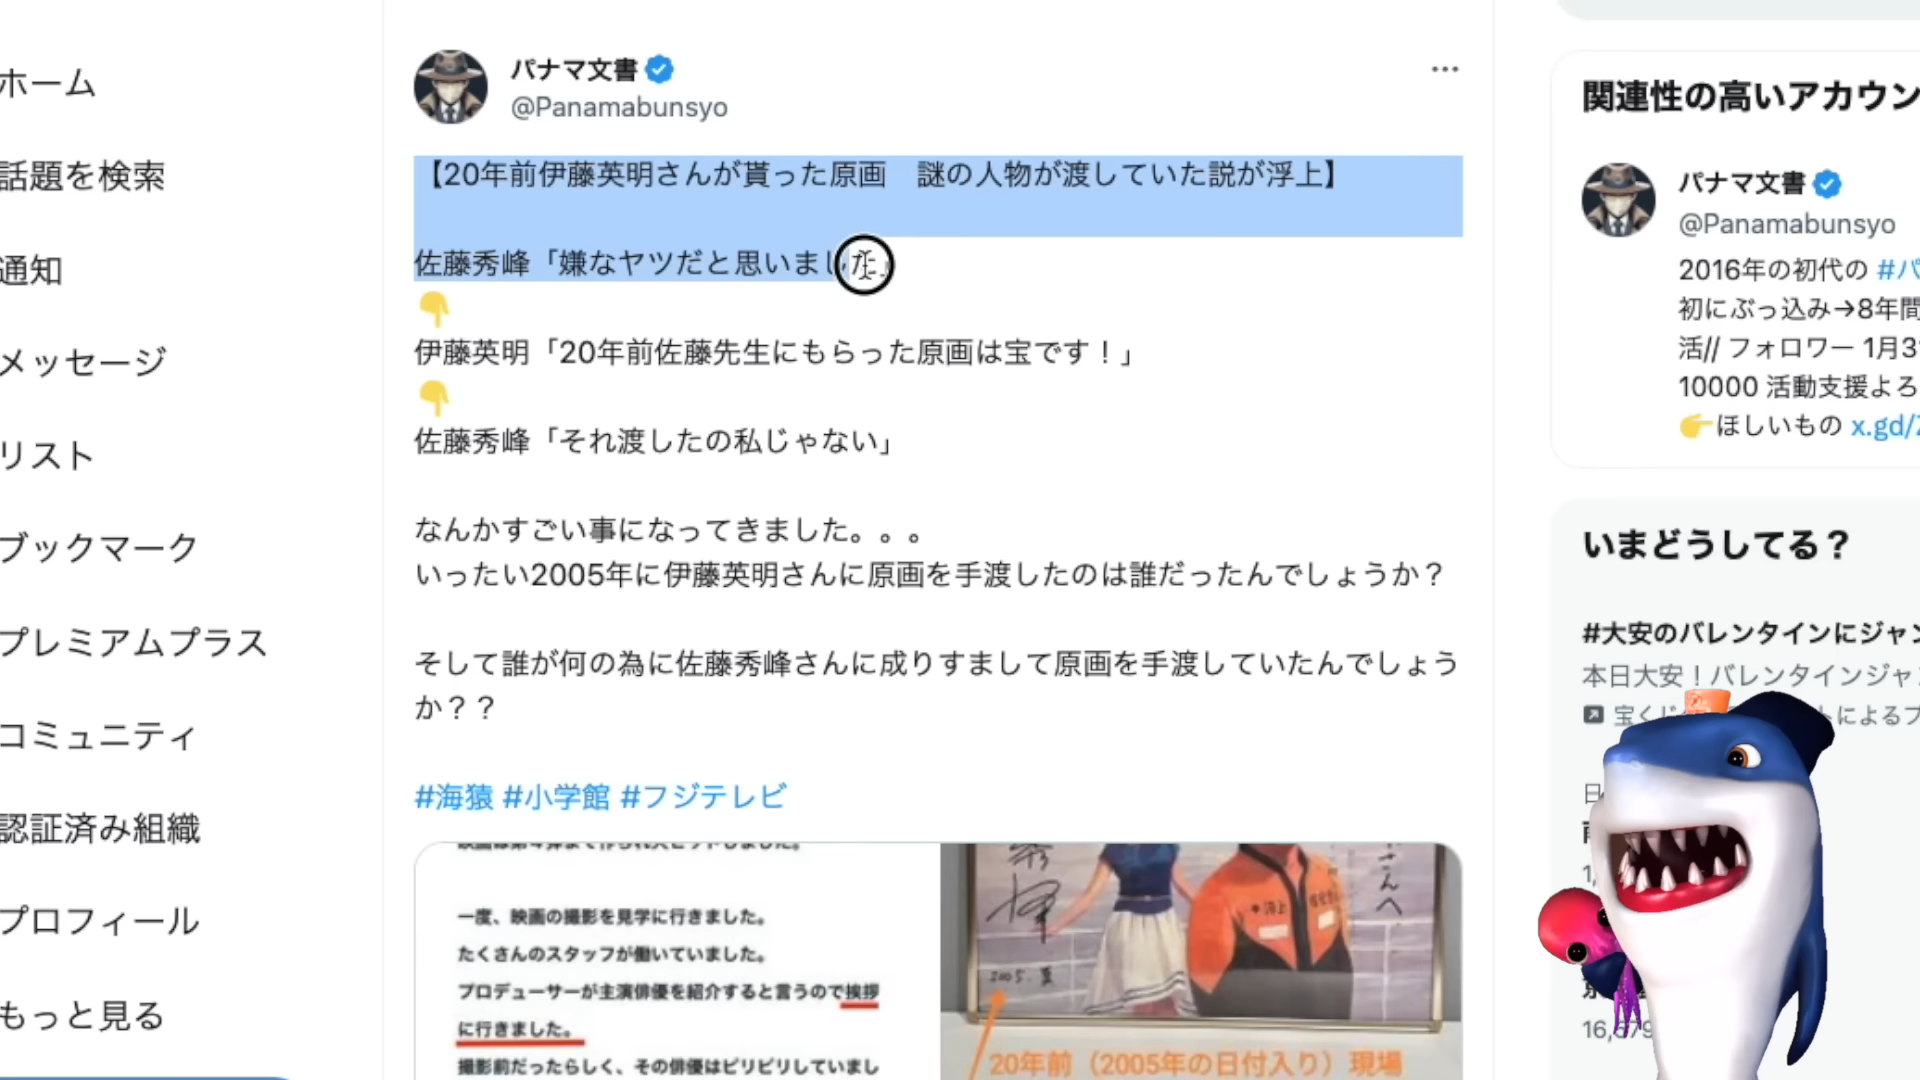 ホーム
話題を検索
通知
メッセージ
リスト
ブックマーク
プレミアムプラス
コミュニティ
認証済み組織
プロフィール
もっと見る
パナマ文書
@Panamabunsyo
【20年前伊藤英明さんが貰った原画　謎の人物が渡していた説が浮上】
佐藤秀峰「嫌なヤツだと思いました」
👇
伊藤英明「20年前佐藤先生にもらった原画は宝です！」
👇
佐藤秀峰「それ渡したの私じゃない」
なんかすごい事になってきました。。。
いったい2005年に伊藤英明さんに原画を手渡したのは誰だったんでしょうか？
そして誰が何の為に佐藤秀峰さんに成りすまして原画を手渡していたんでしょう
か？？
#海猿 #小学館 #フジテレビ
一度、映画の撮影を見学に行きました。
たくさんのスタッフが働いていました。
プロデューサーが主演俳優を紹介すると言うので挨拶
に行きました。
撮影前だったらしく、その俳優はピリピリしていまし
さんへ
2005.夏
20年前（2005年の日付入り）現場
関連性の高いアカウン
パナマ文書
@Panamabunsyo
2016年の初代の #パ
初にぶっ込み→8年間
活// フォロワー 1月3
10000 活動支援よろ
👉ほしいもの x.gd/
いまどうしてる？
#大安のバレンタインにジャン
本日大安！バレンタインジャン
宝くじ
によるプ